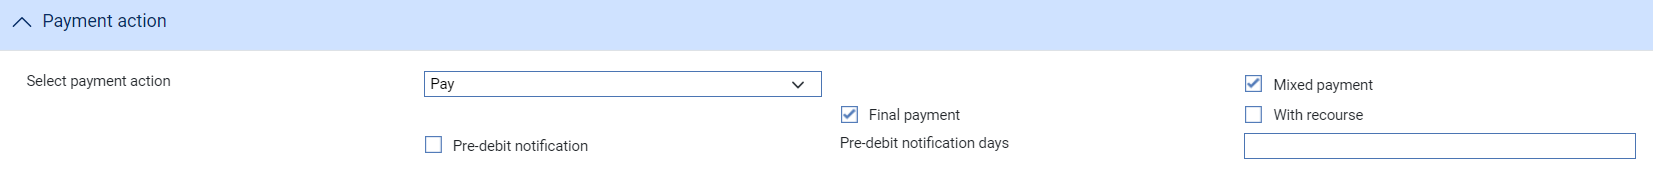 Payment action
Select payment action
Pay
Mixed payment
Final payment
With recourse
Pre-debit notification
Pre-debit notification days